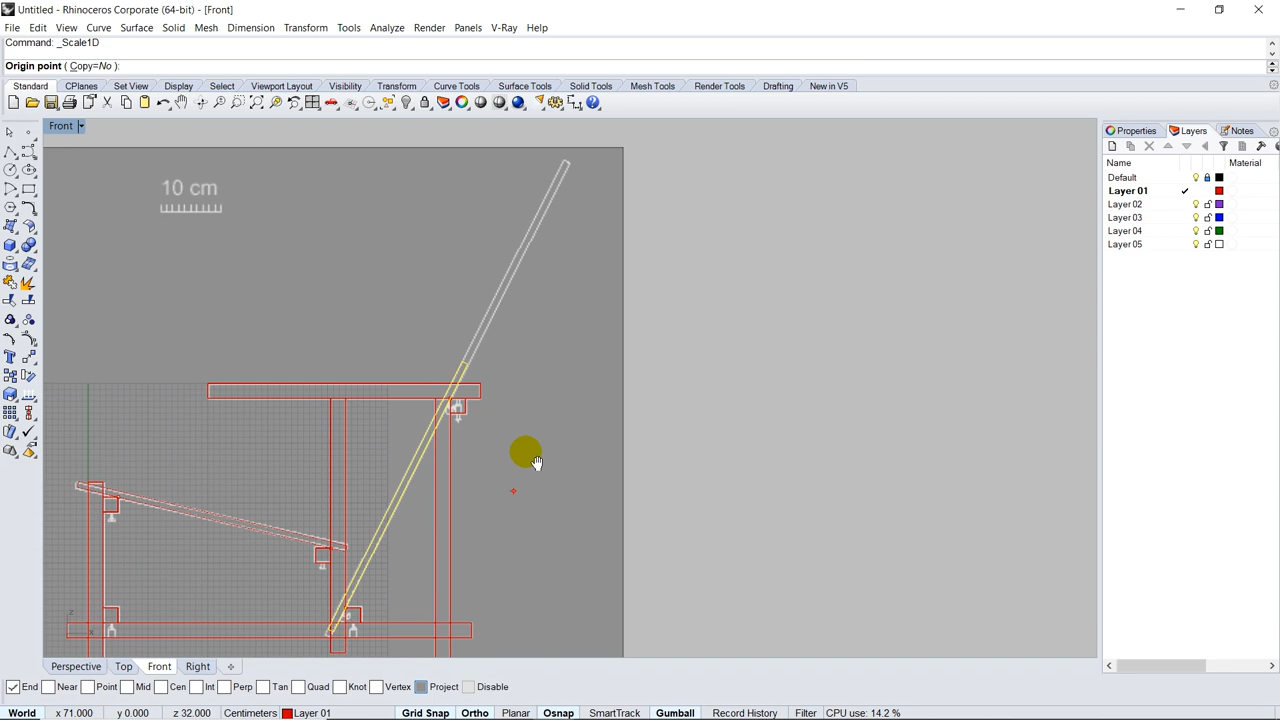 Untitled - Rhinoceros Corporate (64-bit) - [Front]
File Edit View Curve Surface Solid Mesh Dimension Transform Tools Analyze Render Panels V-Ray Help
Command: _Scale1D
Origin point ( Copy=No ):
Standard CPlanes Set View Display Select Viewport Layout Visibility Transform Curve Tools Surface Tools Solid Tools Mesh Tools Render Tools Drafting New in V5
Front
Properties Layers Notes
Name Material
Default
Layer 01
Layer 02
Layer 03
Layer 04
Layer 05
10 cm
z
x
Perspective Top Front Right
End Near Point Mid Cen Int Perp Tan Quad Knot Vertex Project Disable
World x 71.000 y 0.000 z 32.000 Centimeters Layer 01 Grid Snap Ortho Planar Osnap SmartTrack Gumball Record History Filter CPU use: 14.2 %